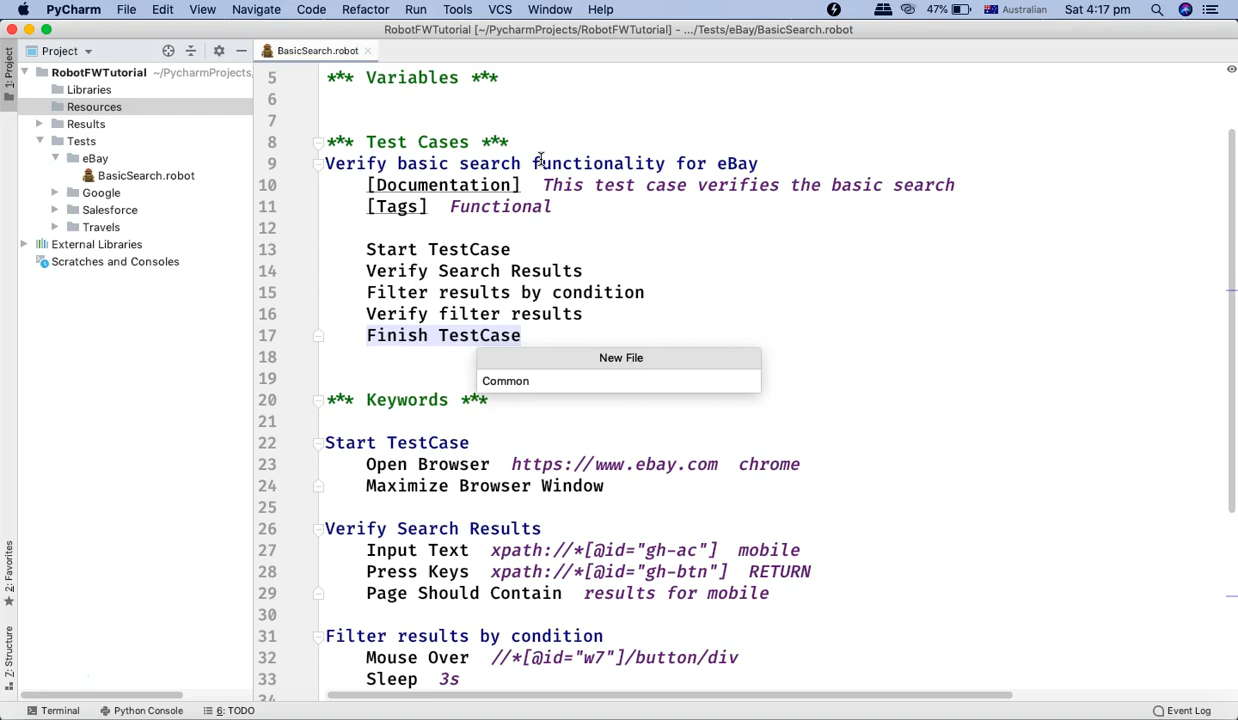 PyCharm File Edit View Navigate Code Refactor Run Tools VCS Window Help 47% Australian Sat 4:17 pm
RobotFWTutorial [~/PycharmProjects/RobotFWTutorial] - .../Tests/eBay/BasicSearch.robot
Project
BasicSearch.robot
1: Project
RobotFWTutorial ~/PycharmProjects,
Libraries
Resources
Results
Tests
eBay
BasicSearch.robot
Google
Salesforce
Travels
External Libraries
Scratches and Consoles
2: Favorites
7: Structure
5 *** Variables ***
6
7
8 *** Test Cases ***
9 Verify basic search functionality for eBay
10 [Documentation] This test case verifies the basic search
11 [Tags] Functional
12
13 Start TestCase
14 Verify Search Results
15 Filter results by condition
16 Verify filter results
17 Finish TestCase
18
New File
Common
19
20 *** Keywords ***
21
22 Start TestCase
23 Open Browser https://www.ebay.com chrome
24 Maximize Browser Window
25
26 Verify Search Results
27 Input Text xpath://*[@id="gh-ac"] mobile
28 Press Keys xpath://*[@id="gh-btn"] RETURN
29 Page Should Contain results for mobile
30
31 Filter results by condition
32 Mouse Over //*[@id="w7"]/button/div
33 Sleep 3s
34
Terminal Python Console 6: TODO Event Log